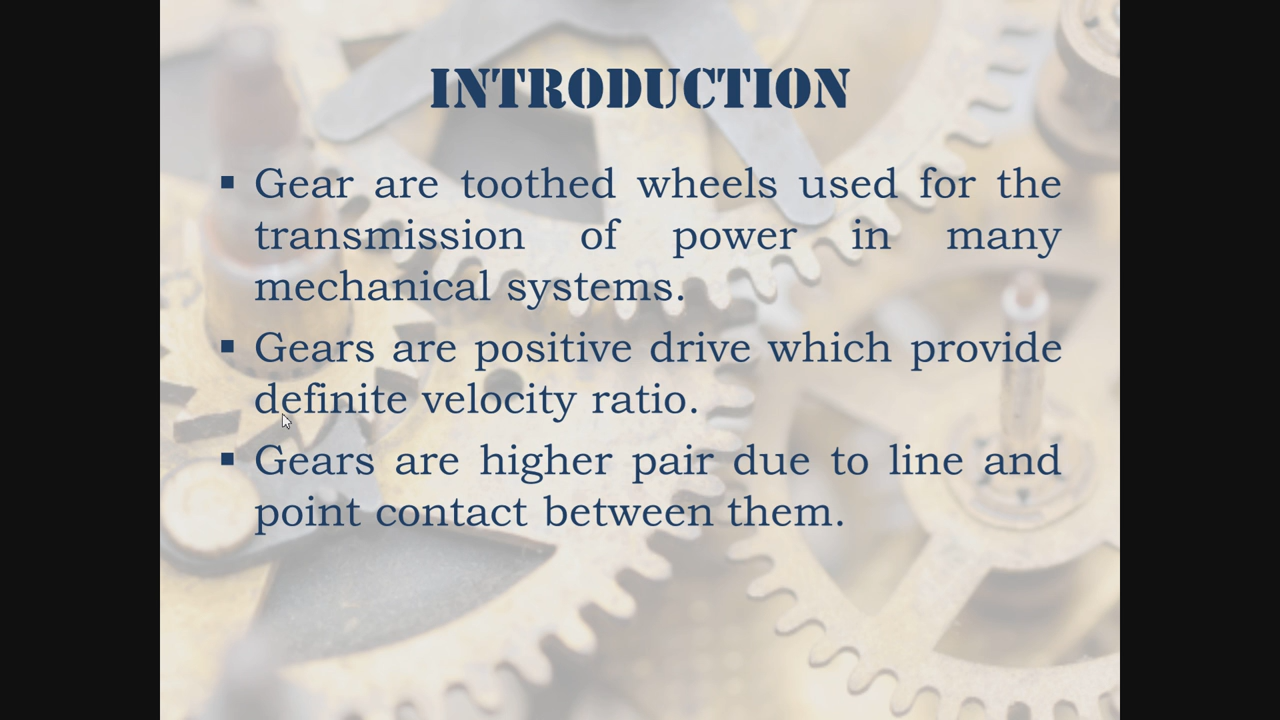 INTRODUCTION
▪ Gear are toothed wheels used for the
transmission of power in many
mechanical systems.
▪ Gears are positive drive which provide
definite velocity ratio.
▪ Gears are higher pair due to line and
point contact between them.